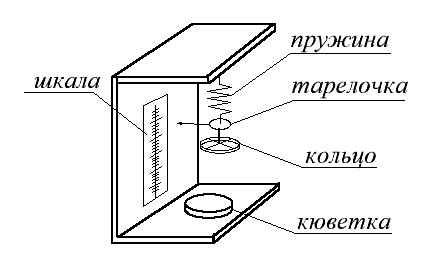 пружина
шкала
тарелочка
кольцо
кюветка